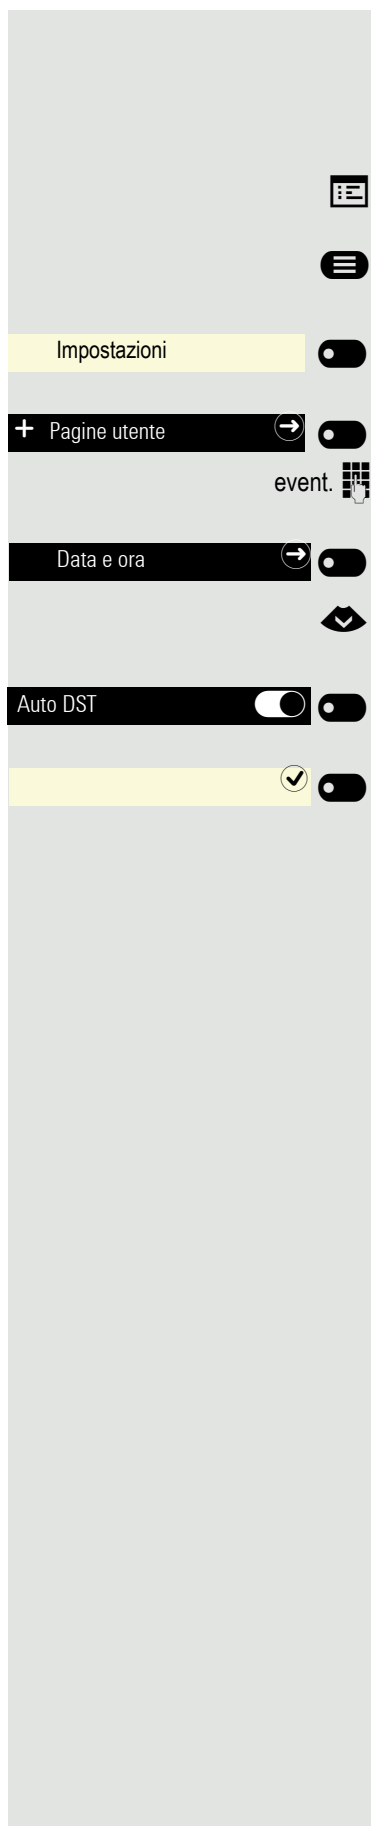 Impostazioni
+ Pagine utente
event.
Data e ora
Auto DST